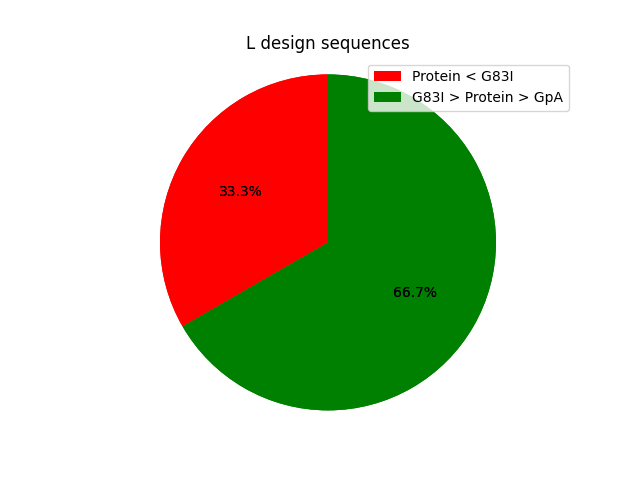 L design sequences
Protein < G83I
G83I > Protein > GpA
33.3%
66.7%